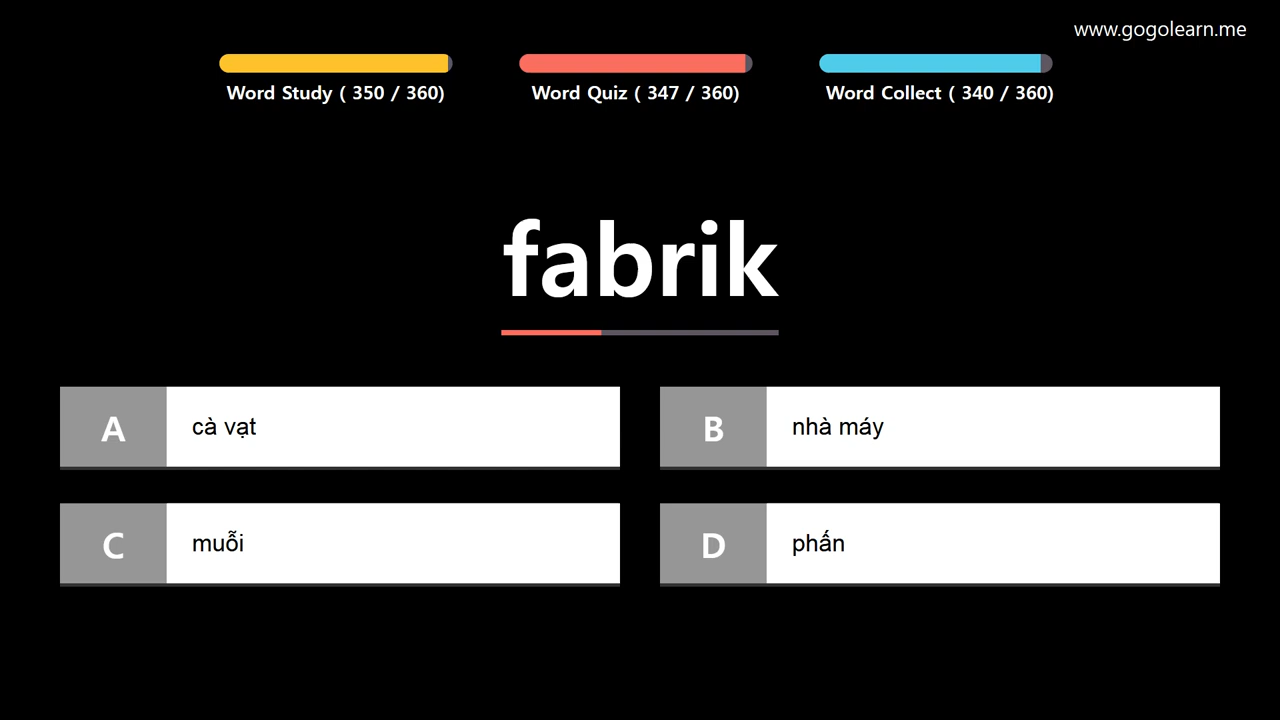 www.gogolearn.me
Word Study ( 350 / 360)
Word Quiz ( 347 / 360)
Word Collect ( 340 / 360)
fabrik
A cà vạt
B nhà máy
C muỗi
D phấn